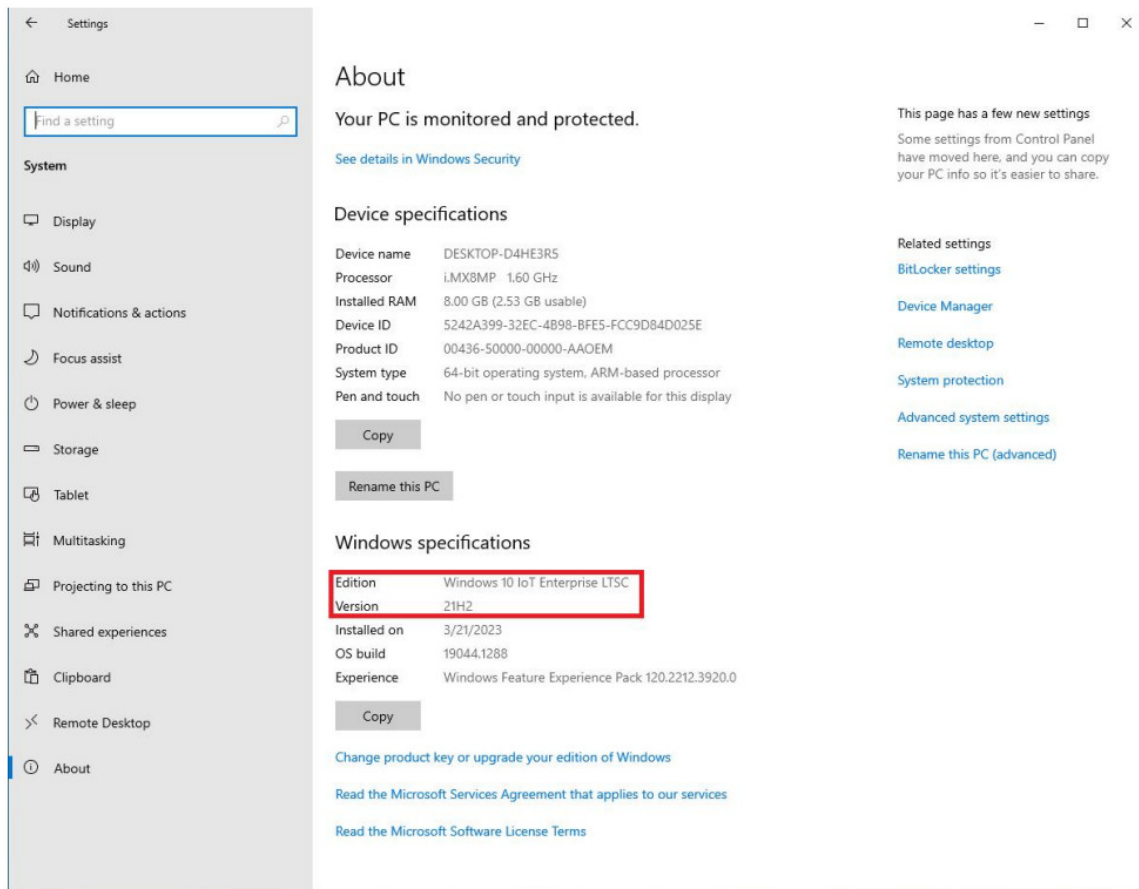 Settings
Home
Find a setting
System
Display
Sound
Notifications & actions
Focus assist
Power & sleep
Storage
Tablet
Multitasking
Projecting to this PC
Shared experiences
Clipboard
Remote Desktop
About
About
Your PC is monitored and protected.
See details in Windows Security
Device specifications
Device name DESKTOP-D4HE3R5
Processor i.MX8MP 1.60 GHz
Installed RAM 8.00 GB (2.53 GB usable)
Device ID 5242A399-32EC-4B98-BFE5-FCC9D84D025E
Product ID 00436-50000-00000-AAOEM
System type 64-bit operating system, ARM-based processor
Pen and touch No pen or touch input is available for this display
Copy
Rename this PC
Windows specifications
Edition Windows 10 IoT Enterprise LTSC
Version 21H2
Installed on 3/21/2023
OS build 19044.1288
Experience Windows Feature Experience Pack 120.2212.3920.0
Copy
Change product key or upgrade your edition of Windows
Read the Microsoft Services Agreement that applies to our services
Read the Microsoft Software License Terms
This page has a few new settings
Some settings from Control Panel
have moved here, and you can copy
your PC info so it's easier to share.
Related settings
BitLocker settings
Device Manager
Remote desktop
System protection
Advanced system settings
Rename this PC (advanced)